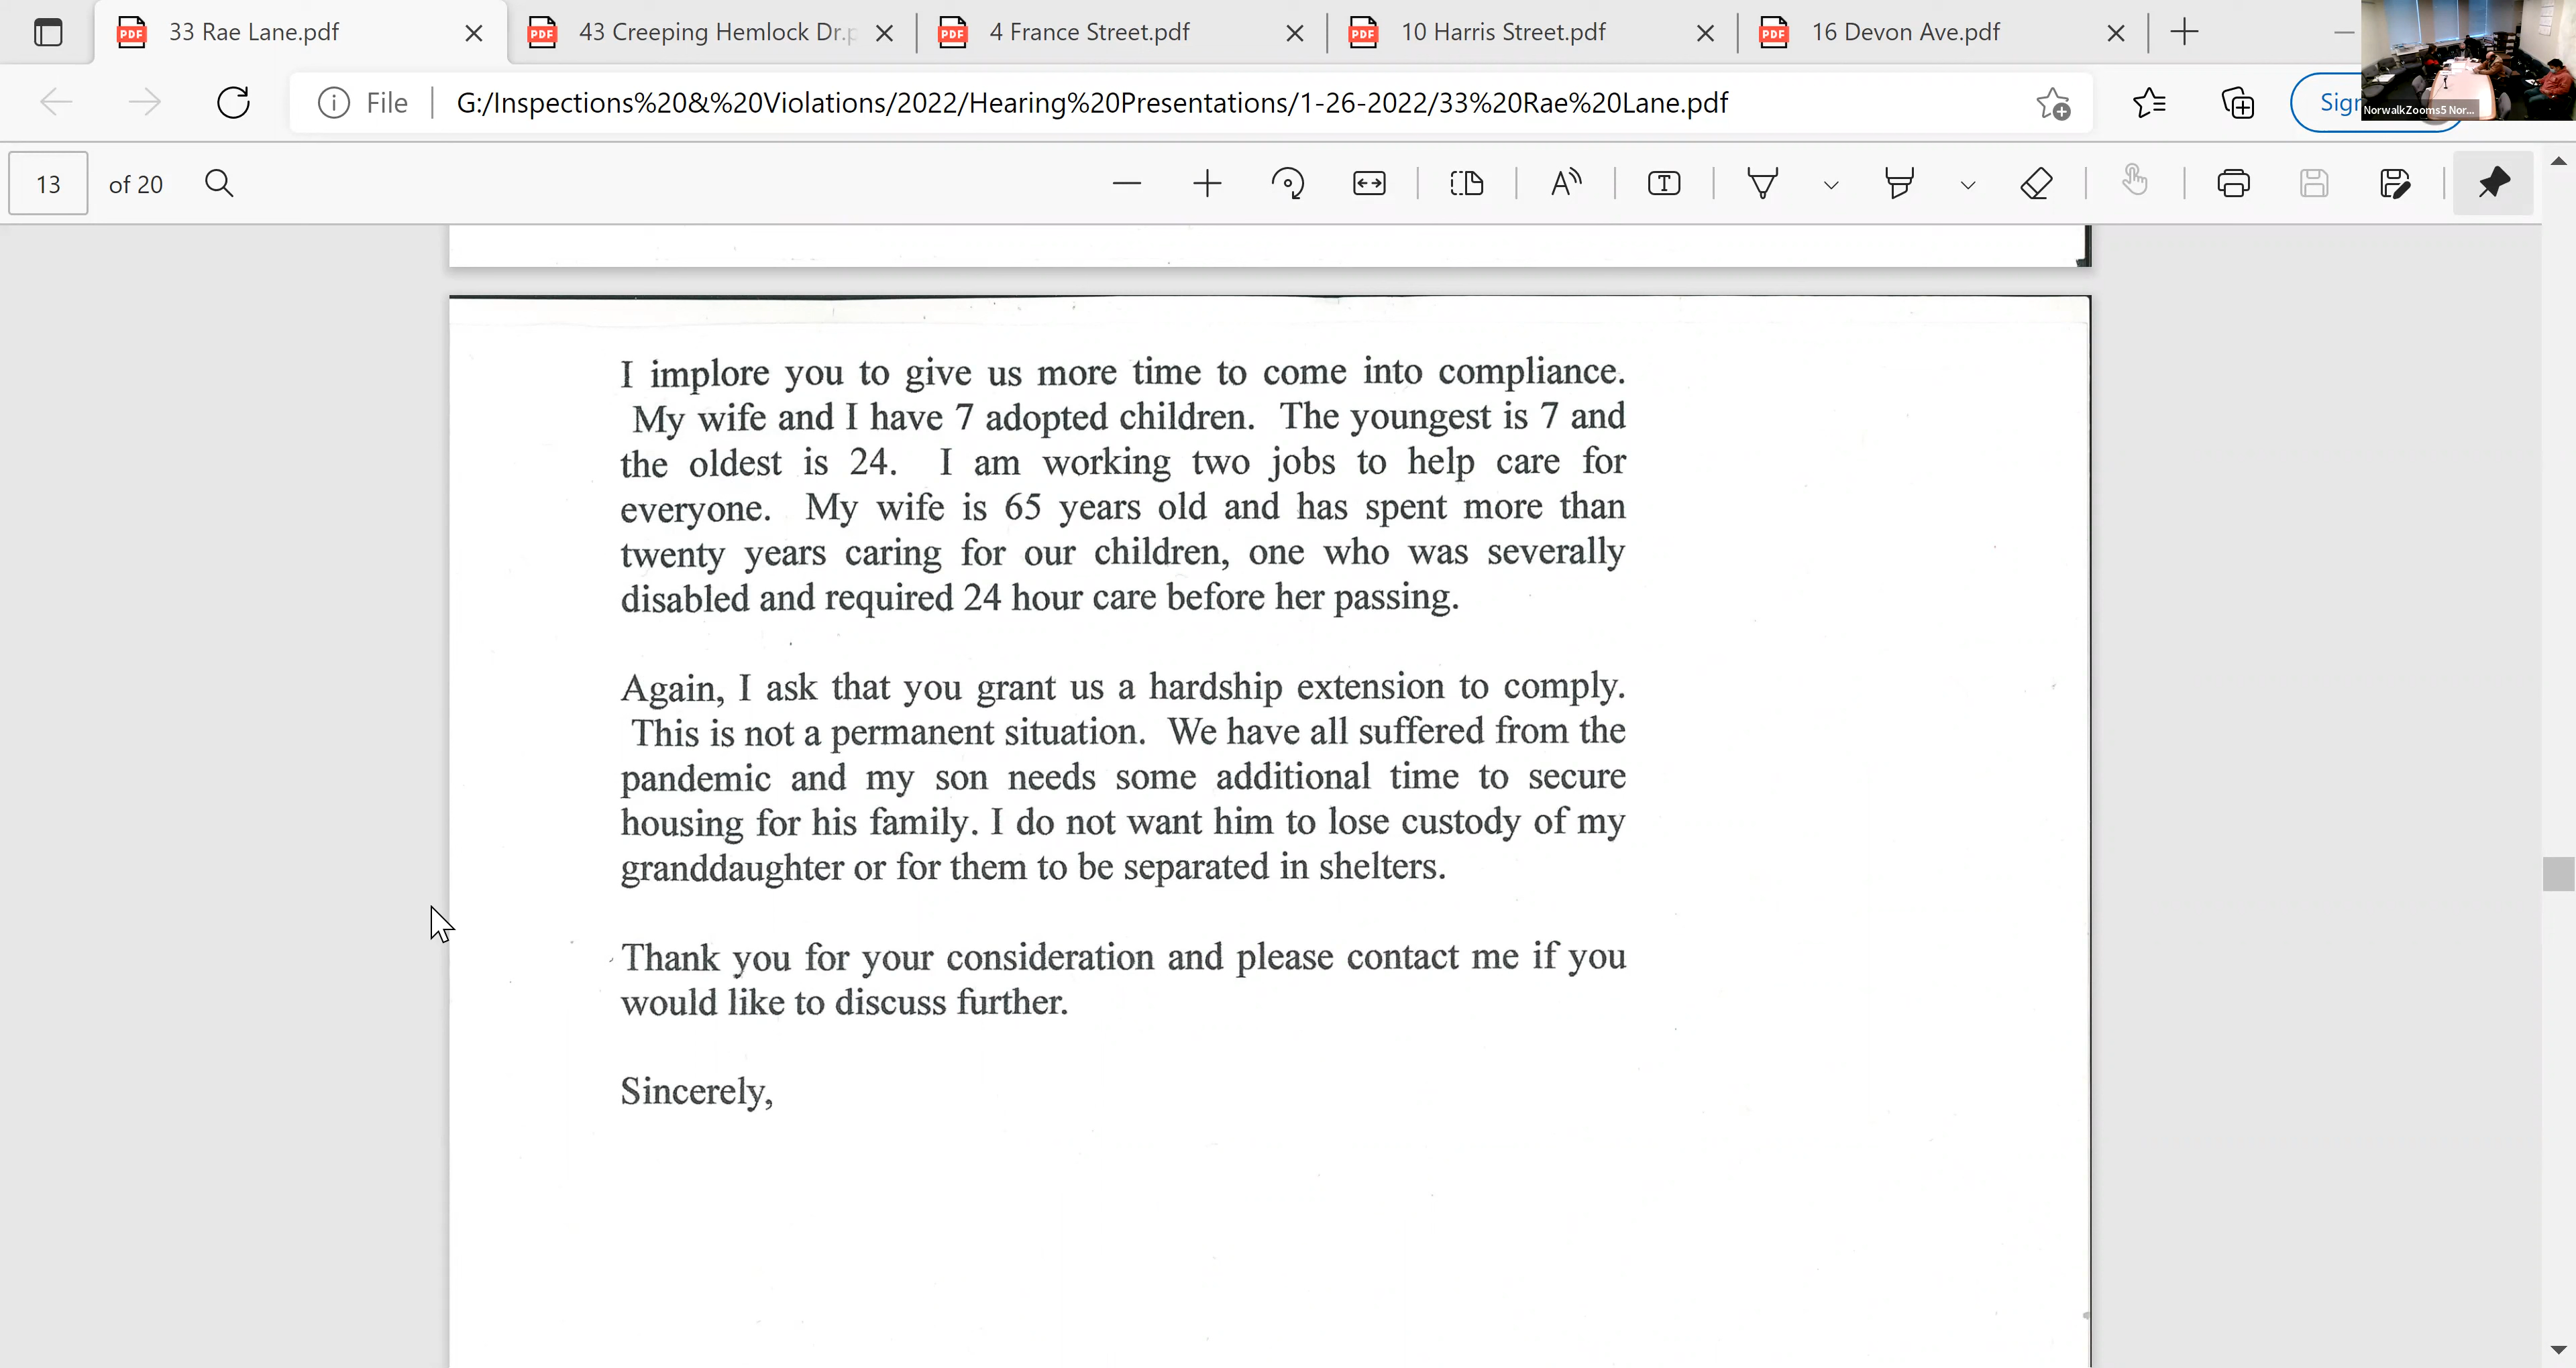 33 Rae Lane.pdf
43 Creeping Hemlock Dr.p
4 France Street.pdf
10 Harris Street.pdf
16 Devon Ave.pdf
File
G:/Inspections%20&%20Violations/2022/Hearing%20Presentations/1-26-2022/33%20Rae%20Lane.pdf
Sigr
NorwalkZooms5 Nor...
13 of 20
I implore you to give us more time to come into compliance.
My wife and I have 7 adopted children. The youngest is 7 and
the oldest is 24. I am working two jobs to help care for
everyone. My wife is 65 years old and has spent more than
twenty years caring for our children, one who was severally
disabled and required 24 hour care before her passing.
Again, I ask that you grant us a hardship extension to comply.
This is not a permanent situation. We have all suffered from the
pandemic and my son needs some additional time to secure
housing for his family. I do not want him to lose custody of my
granddaughter or for them to be separated in shelters.
Thank you for your consideration and please contact me if you
would like to discuss further.
Sincerely,